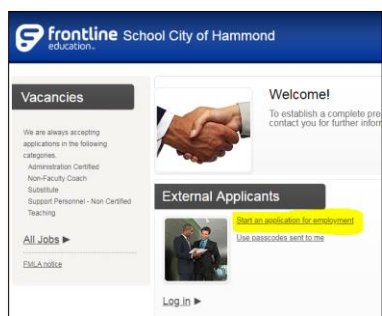 frontline School City of Hammond
education.
Vacancies
We are always accepting
applications in the following
categories.
Administration Certified
Non-Faculty Coach
Substitute
Support Personnel - Non Certified
Teaching
All Jobs ►
FMLA notice
Welcome!
To establish a complete pre
contact you for further inform
External Applicants
Start an application for employment
Use passcodes sent to me
Log in ►